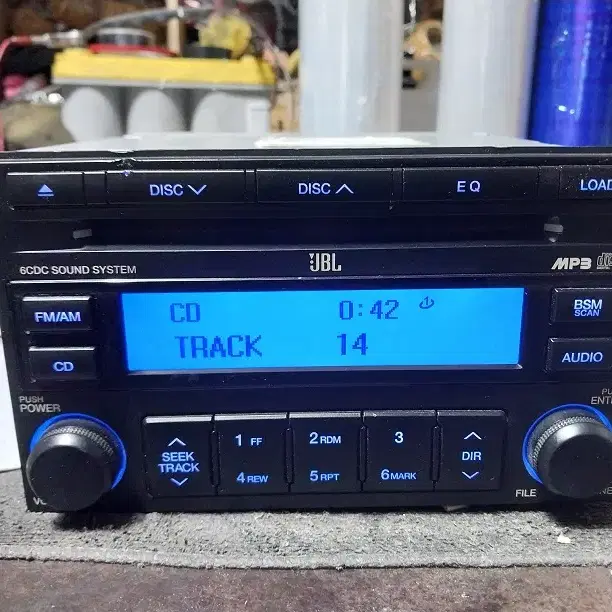 DISC DISC EQ LOAD
6CDC SOUND SYSTEM JBL MP3
FM/AM CD 0:42 BSM
SCAN
CD TRACK 14 AUDIO
PUSH
POWER
SEEK
TRACK
1 FF 2 RDM 3
4 REW 5 RPT 6 MARK
DIR
FILE